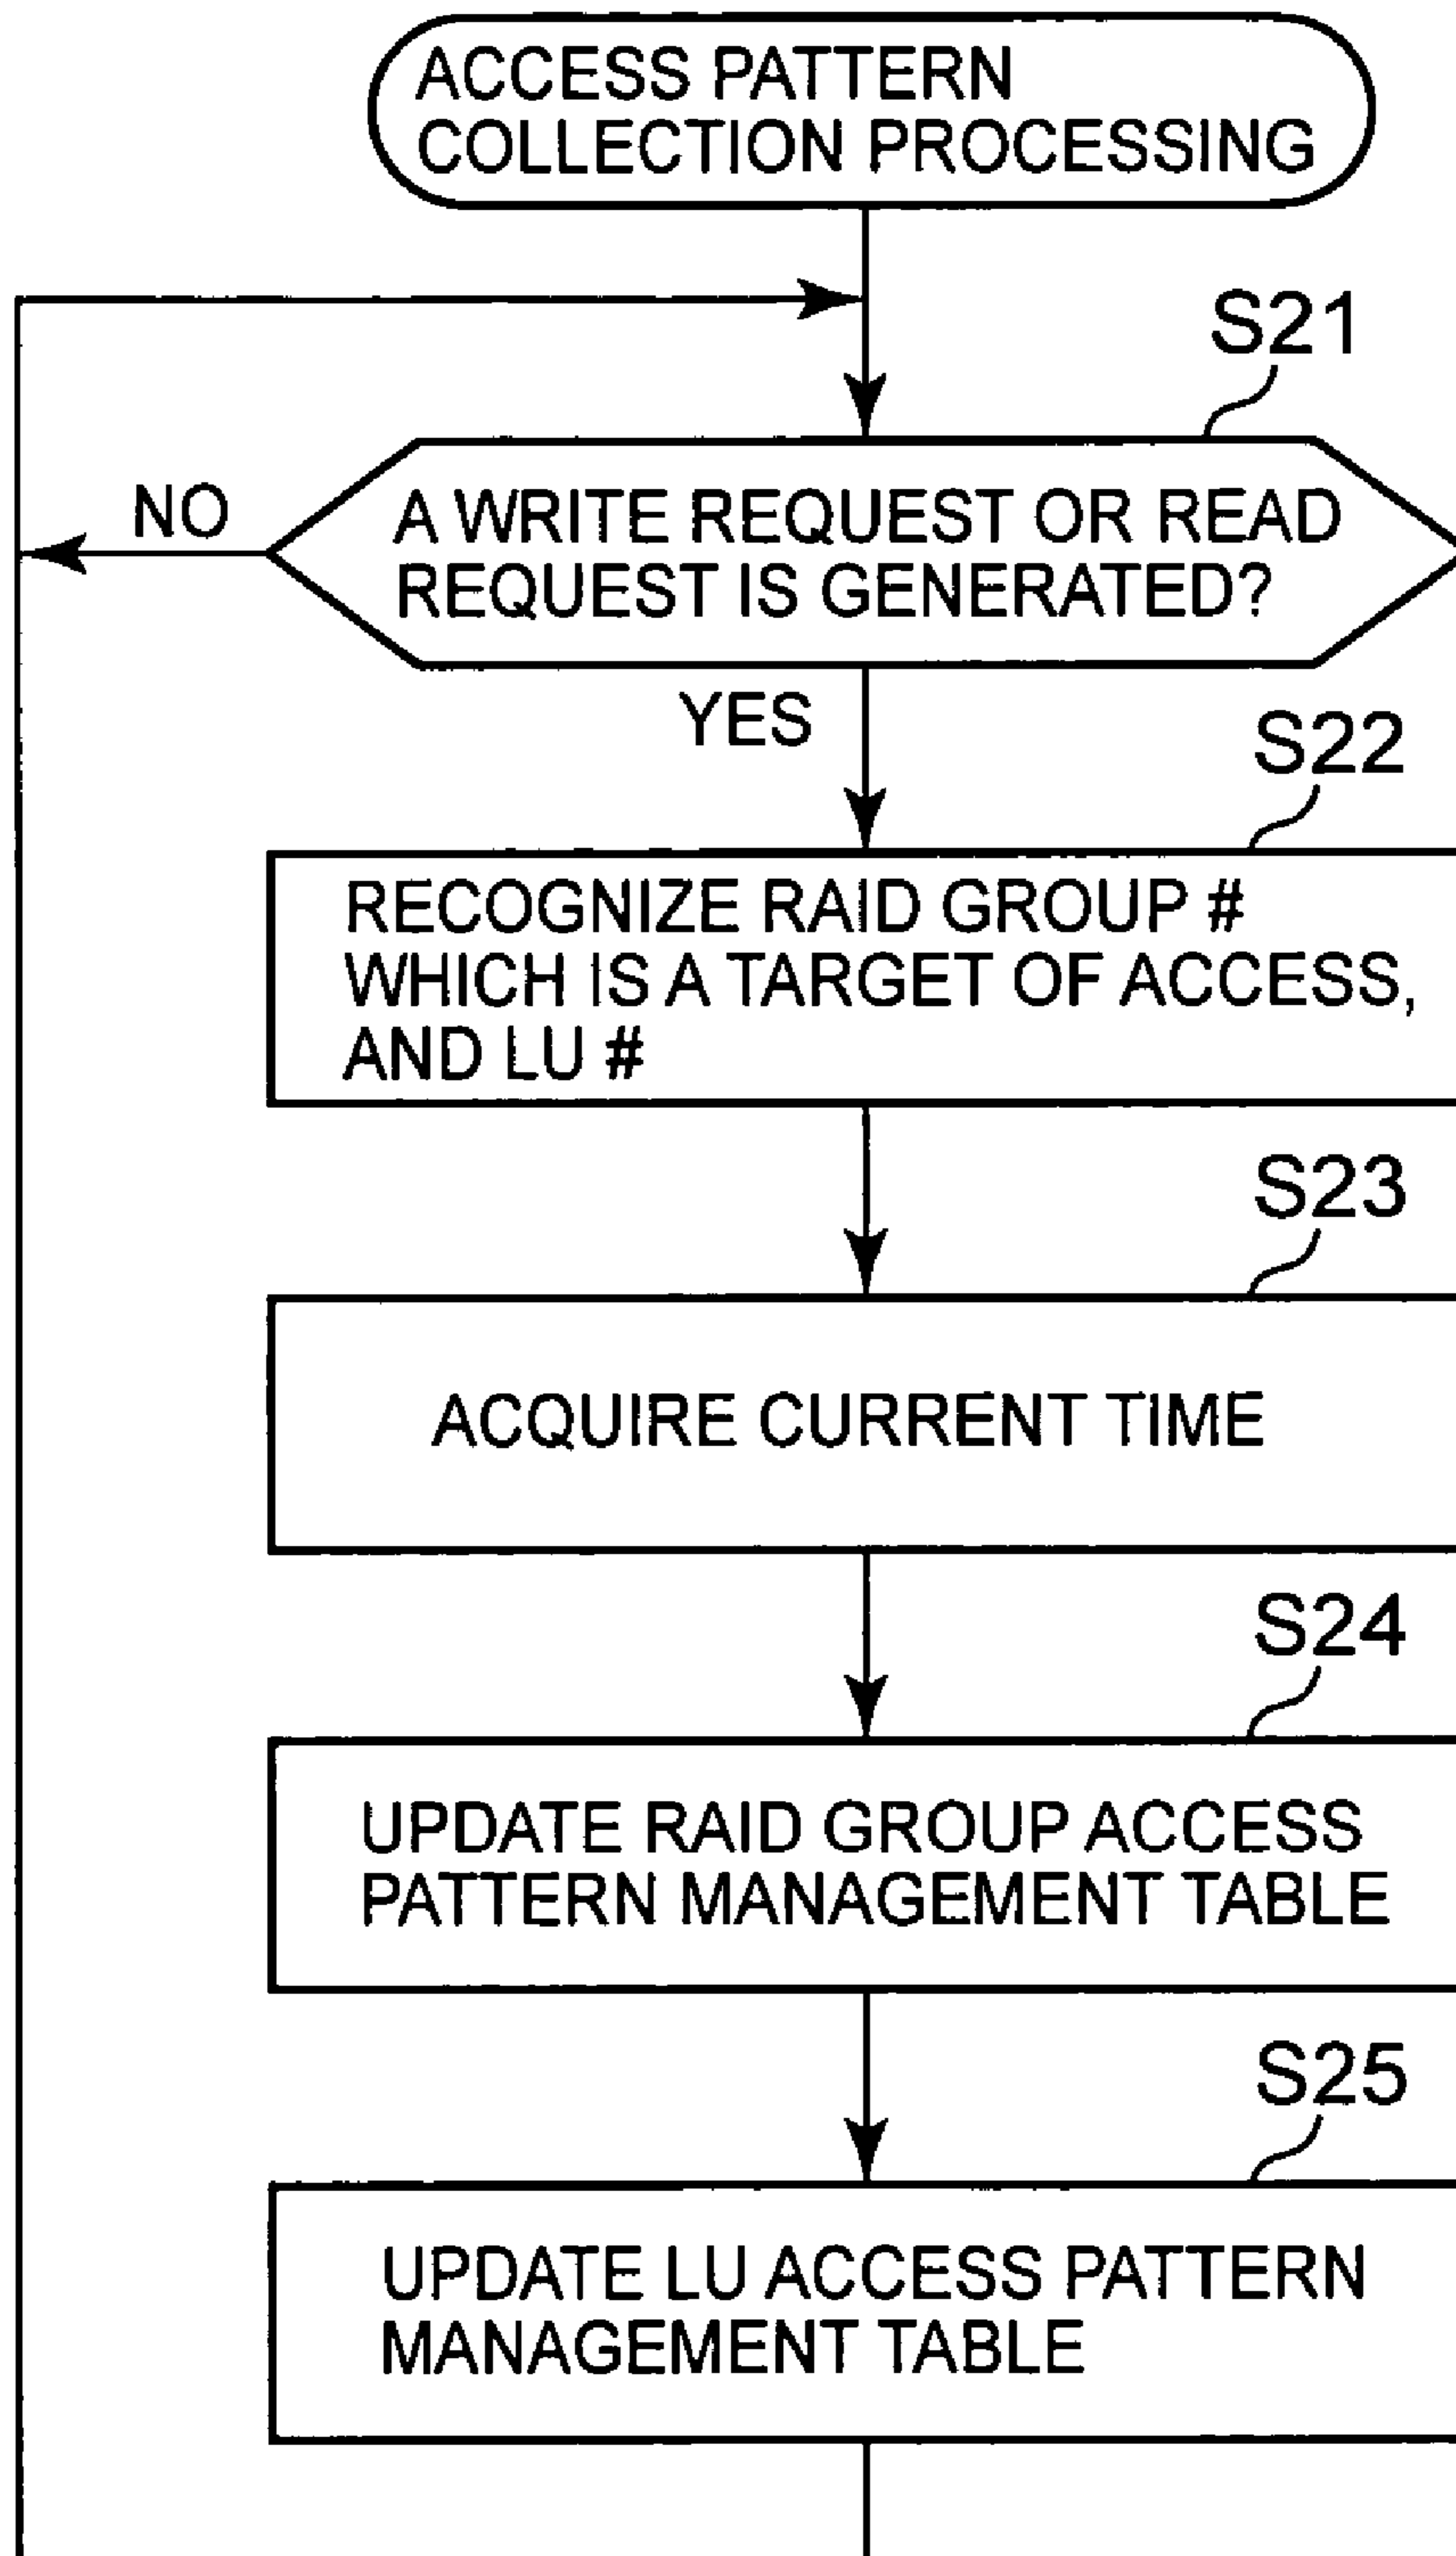 ACCESS PATTERN
COLLECTION PROCESSING
S21
NO
A WRITE REQUEST OR READ
REQUEST IS GENERATED?
YES
S22
RECOGNIZE RAID GROUP #
WHICH IS A TARGET OF ACCESS,
AND LU #
S23
ACQUIRE CURRENT TIME
S24
UPDATE RAID GROUP ACCESS
PATTERN MANAGEMENT TABLE
S25
UPDATE LU ACCESS PATTERN
MANAGEMENT TABLE